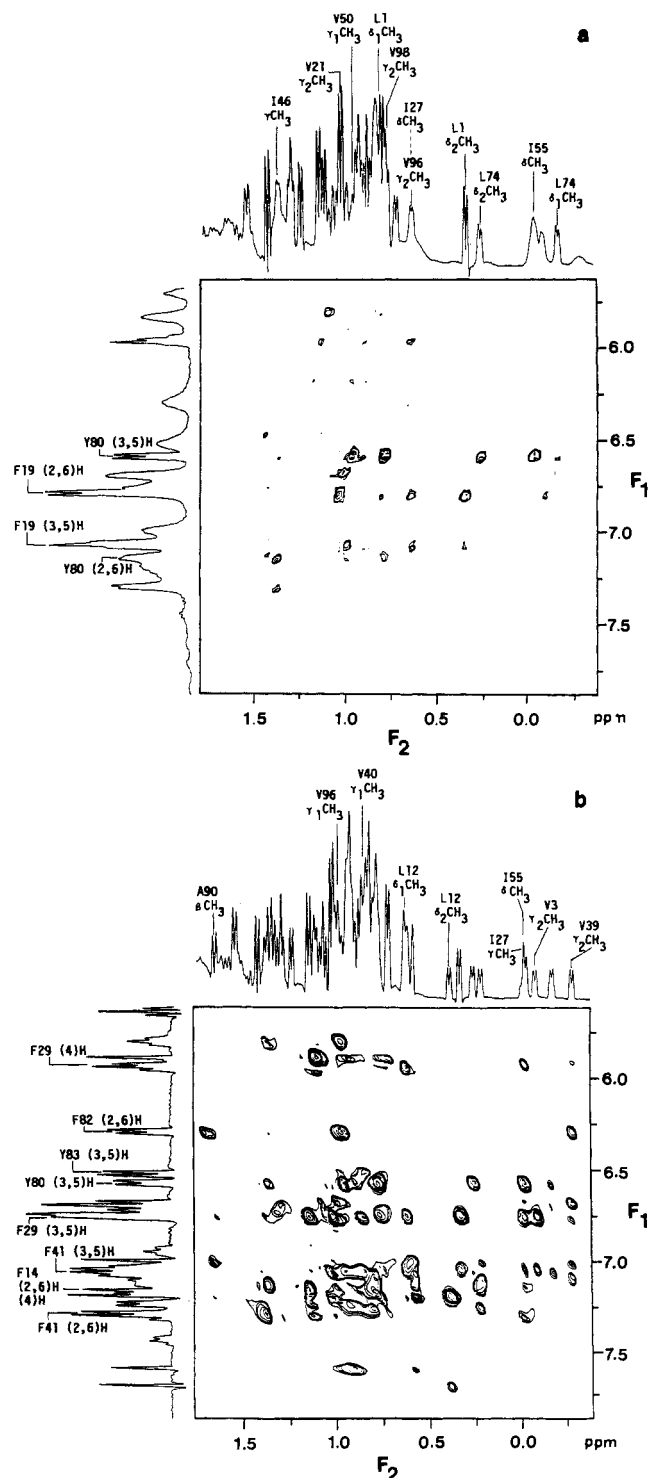 a
V50 L1
γ1CH3 δ1CH3
V21 V98
γ2CH3 γ2CH3
I46 I27
γCH3 δCH3
V96
γ2CH3
L1
δ2CH3
L74
δ2CH3
I55
δCH3
L74
δ1CH3
Y80 (3,5)H
F19 (2,6)H
F19 (3,5)H
Y80 (2,6)H
6.0
6.5
F1
7.0
7.5
1.5 1.0 0.5 0.0 ppm
F2
b
V96 V40
γ1CH3 γ1CH3
A90
βCH3
L12
δ1CH3
L12
δ2CH3
I55
δCH3
I27
γCH3
V3
γ2CH3
V39
γ2CH3
F29 (4)H
F82 (2,6)H
Y83 (3,5)H
Y80 (3,5)H
F29 (3,5)H
F41 (3,5)H
F14
(2,6)H
(4)H
F41 (2,6)H
6.0
6.5
F1
7.0
7.5
1.5 1.0 0.5 0.0 ppm
F2